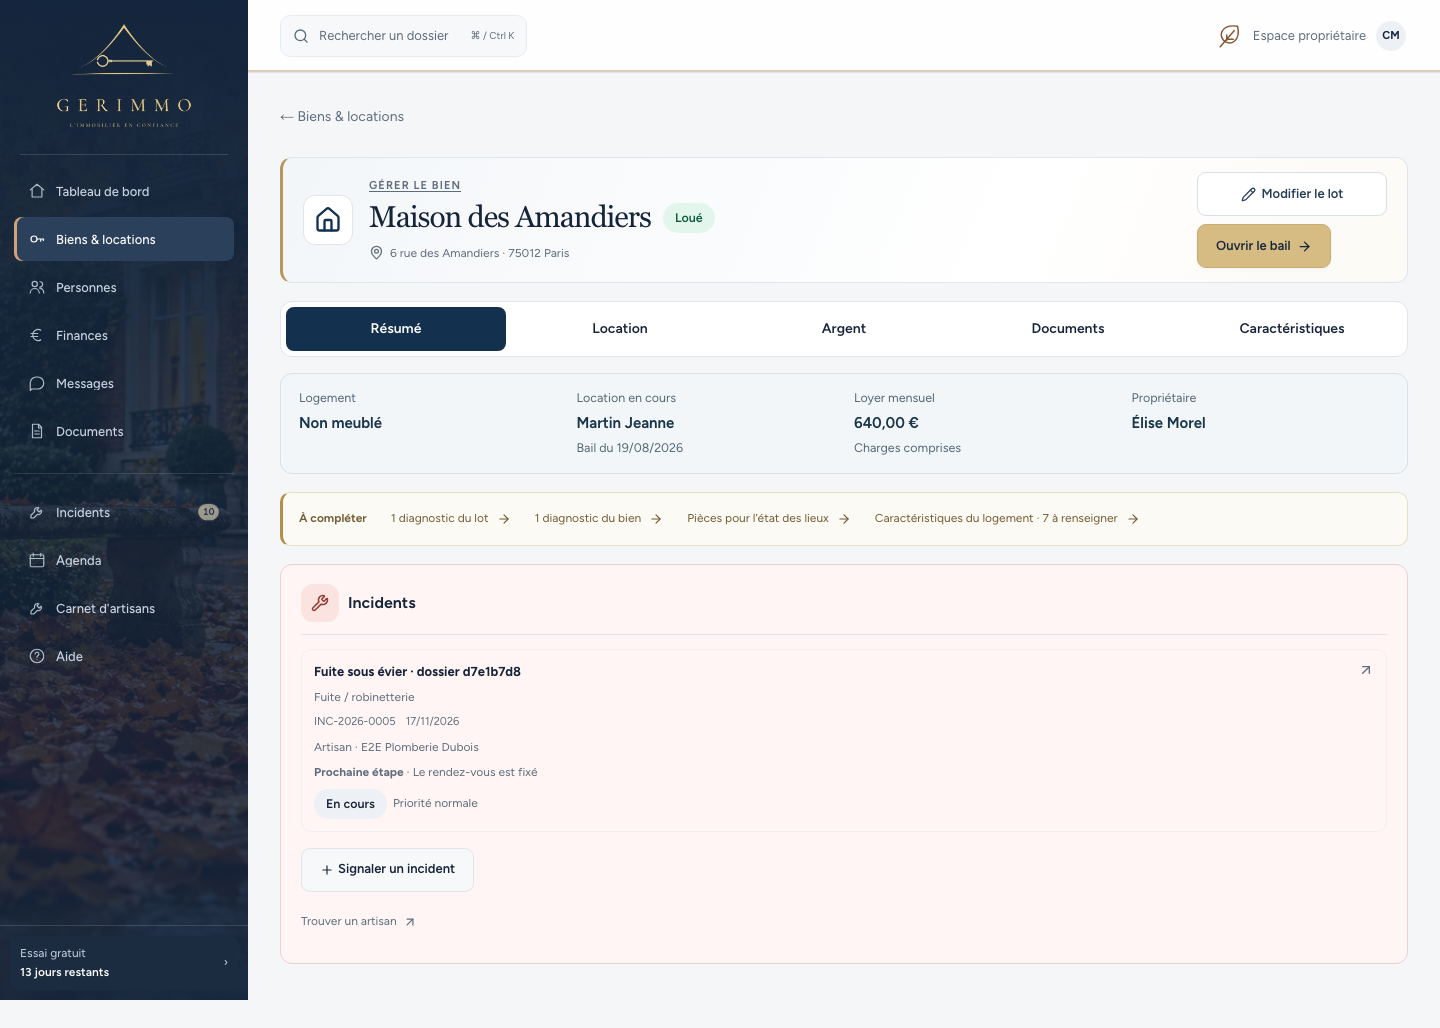 GERIMMO
L'IMMOBILIER EN CONFIANCE
Tableau de bord
Biens & locations
Personnes
Finances
Messages
Documents
Incidents 10
Agenda
Carnet d'artisans
Aide
Essai gratuit
13 jours restants
Rechercher un dossier ⌘ / Ctrl K
Espace propriétaire CM
← Biens & locations
GÉRER LE BIEN
Maison des Amandiers Loué
6 rue des Amandiers · 75012 Paris
Modifier le lot
Ouvrir le bail →
Résumé Location Argent Documents Caractéristiques
Logement Location en cours Loyer mensuel Propriétaire
Non meublé Martin Jeanne 640,00 € Élise Morel
Bail du 19/08/2026 Charges comprises
À compléter 1 diagnostic du lot → 1 diagnostic du bien → Pièces pour l'état des lieux → Caractéristiques du logement · 7 à renseigner →
Incidents
Fuite sous évier · dossier d7e1b7d8
Fuite / robinetterie
INC-2026-0005 17/11/2026
Artisan · E2E Plomberie Dubois
Prochaine étape · Le rendez-vous est fixé
En cours Priorité normale
+ Signaler un incident
Trouver un artisan